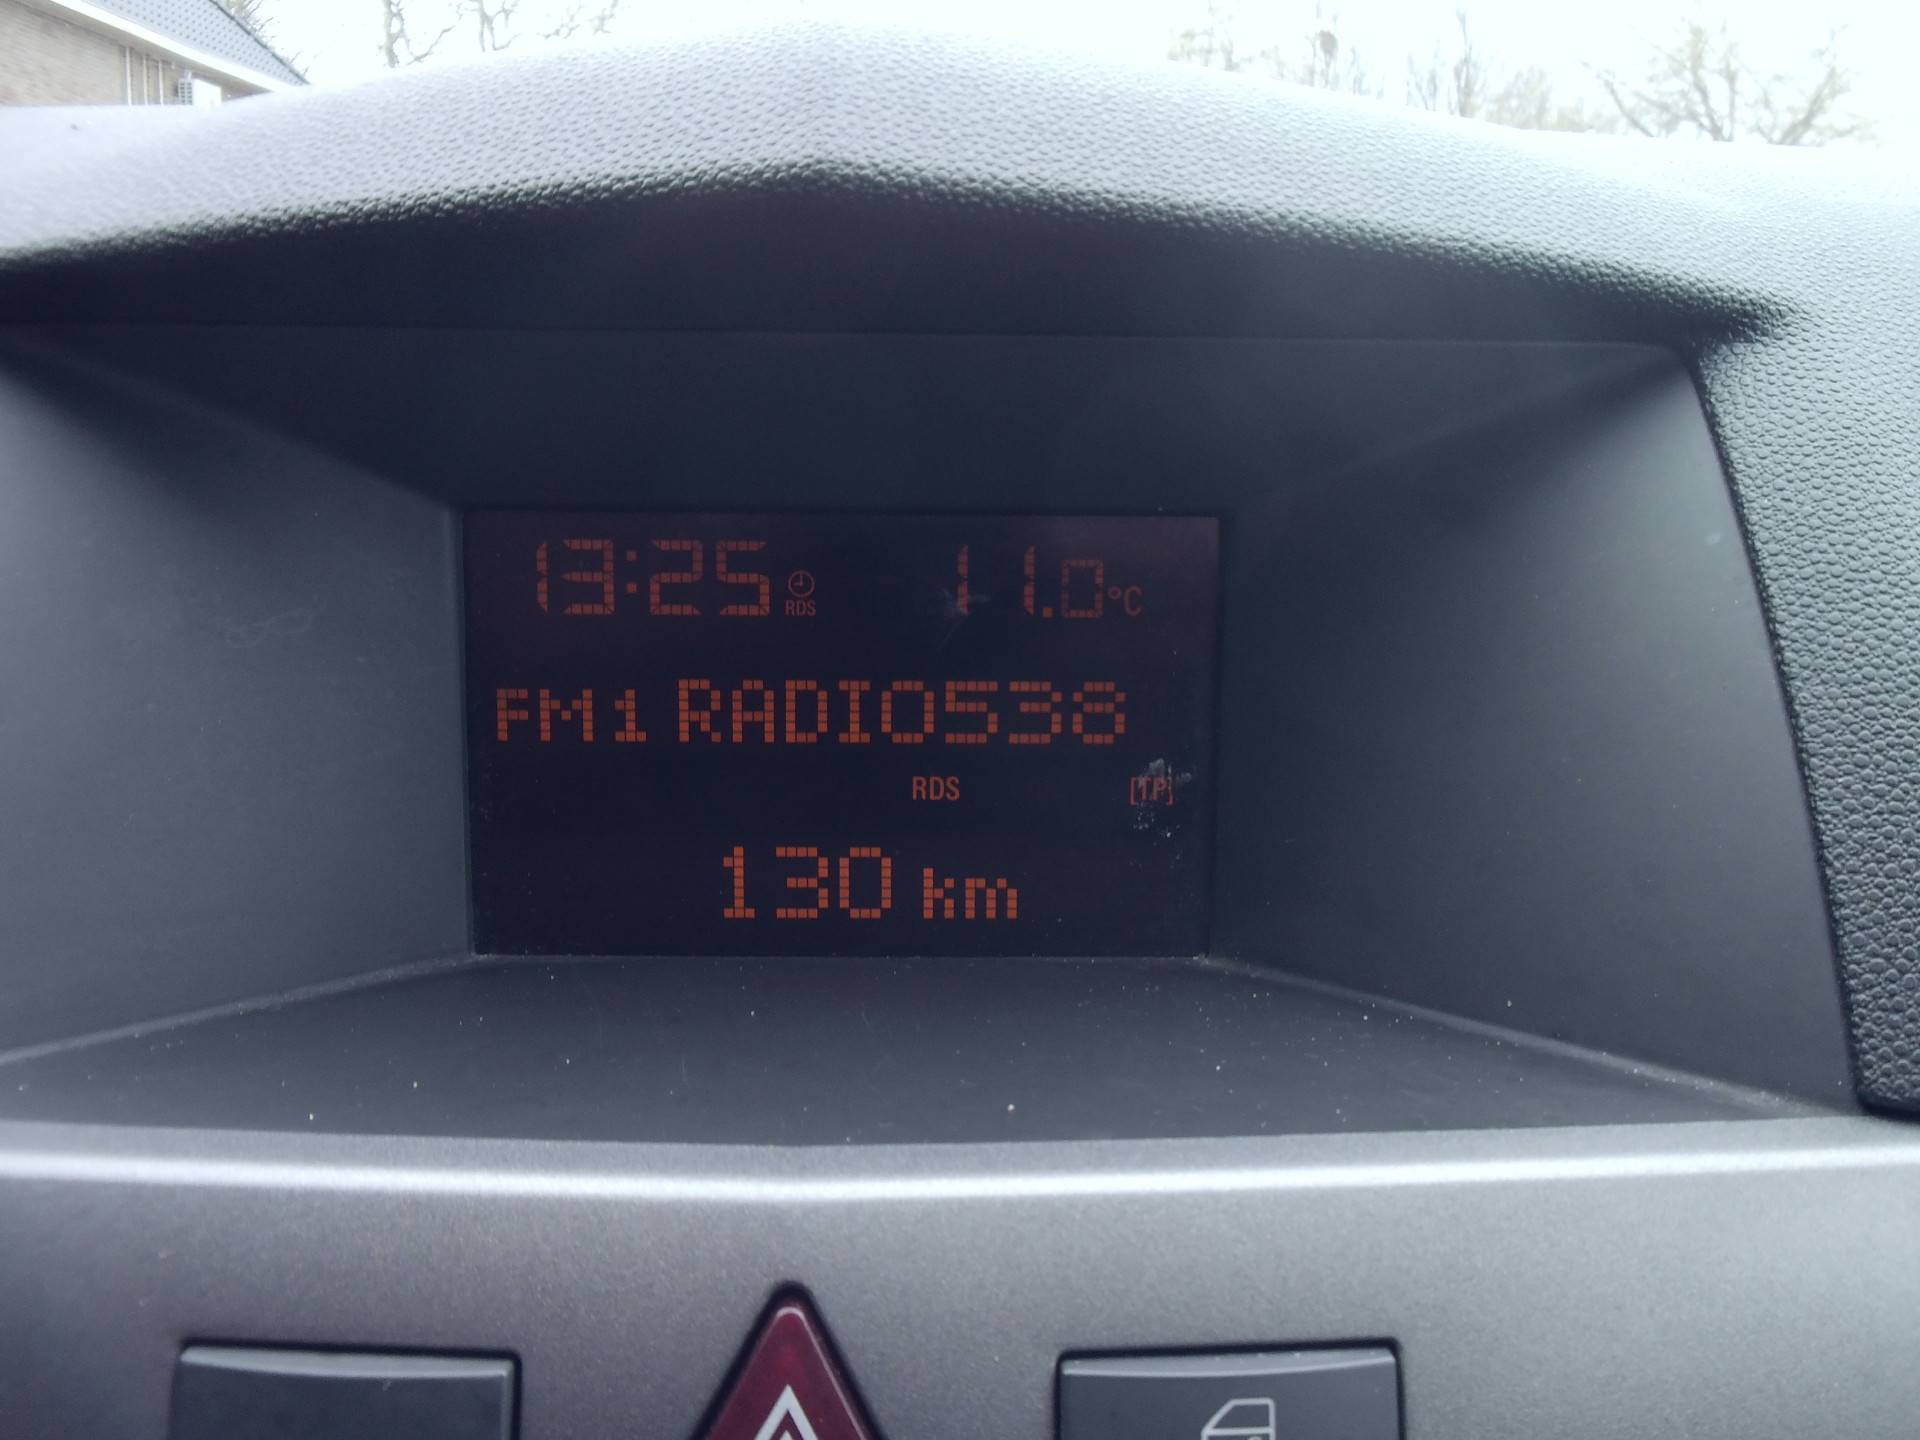 13:25 RDS 11.0°C
FM1 RADIO538
RDS [TP]
130 km